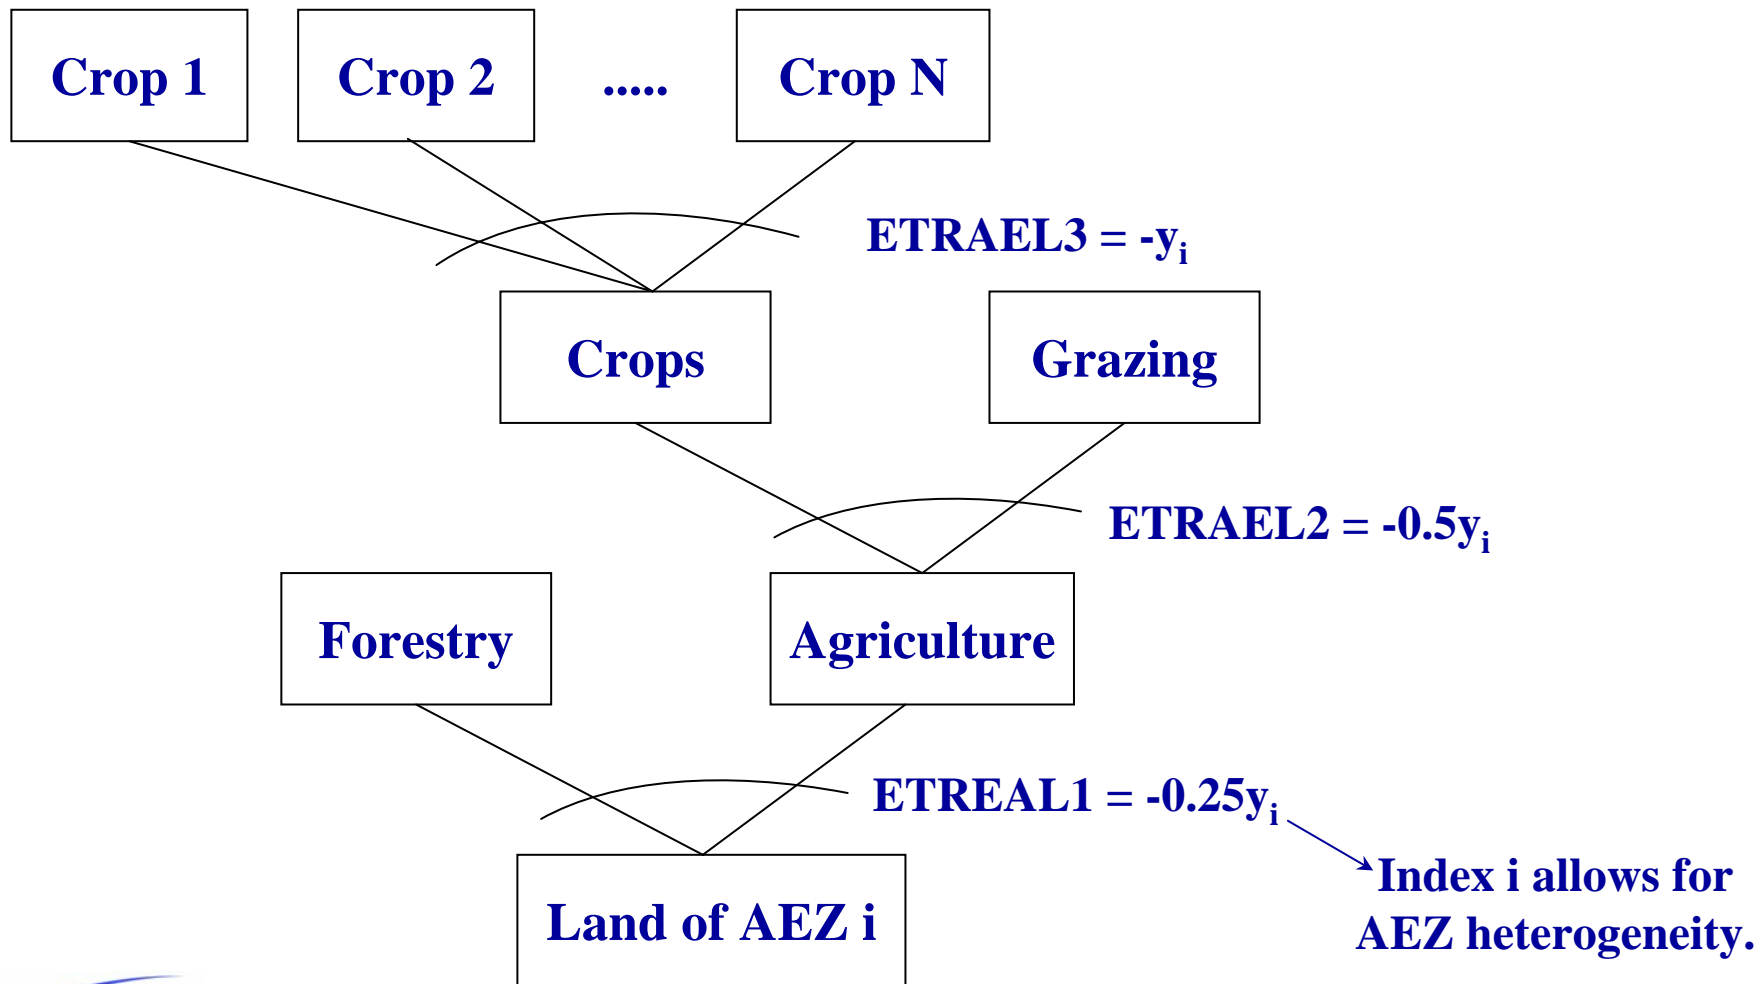 Crop 1 Crop 2 ..... Crop N
ETRAEL3 = -yᵢ
Crops Grazing
ETRAEL2 = -0.5yᵢ
Forestry Agriculture
ETREAL1 = -0.25yᵢ
Index i allows for
AEZ heterogeneity.
Land of AEZ i